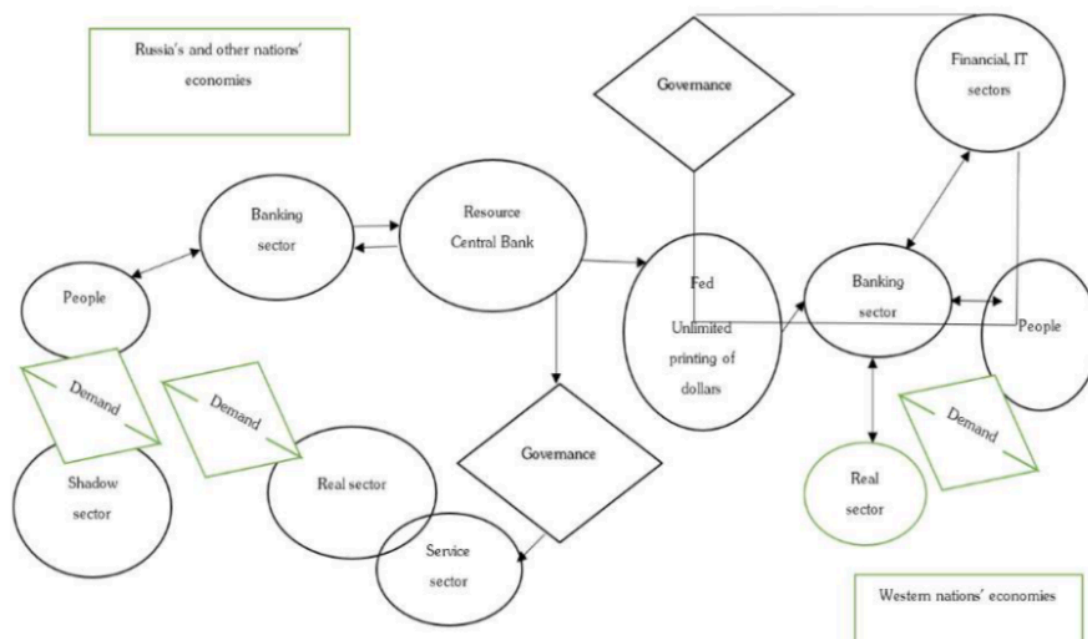 Russia's and other nations'
economies
Governance
Financial, IT
sectors
Banking
sector
Resource
Central Bank
People
Fed
Unlimited
printing of
dollars
Banking
sector
People
Demand
Demand
Demand
Governance
Shadow
sector
Real sector
Real
sector
Service
sector
Western nations' economies